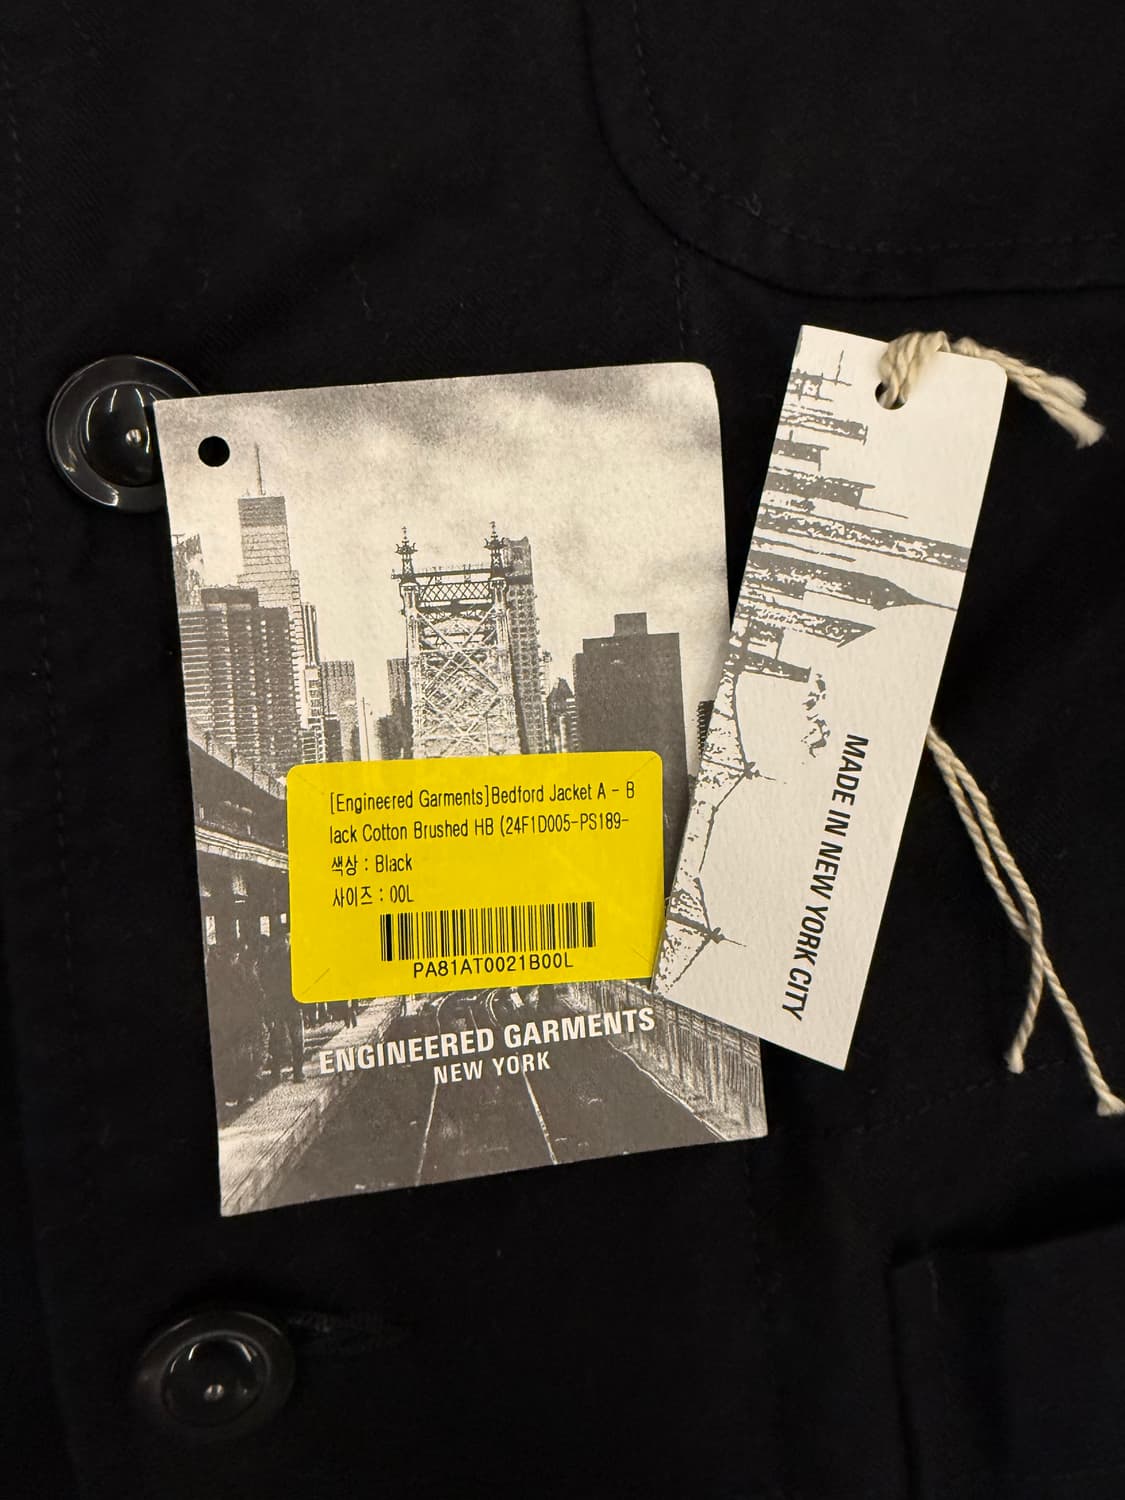 [Engineered Garments]Bedford Jacket A - B
lack Cotton Brushed HB (24F1D005-PS189-
색상 : Black
사이즈 : 00L
PA81AT0021B00L
ENGINEERED GARMENTS
NEW YORK
MADE IN NEW YORK CITY